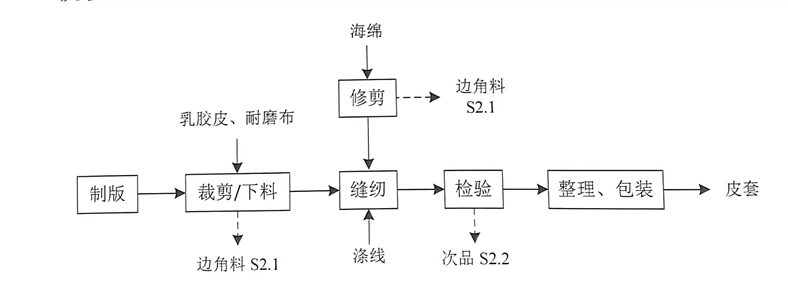 海绵
修剪
边角料
S2.1
乳胶皮、耐磨布
制版
裁剪/下料
缝纫
检验
整理、包装
皮套
边角料 S2.1
涤线
次品 S2.2